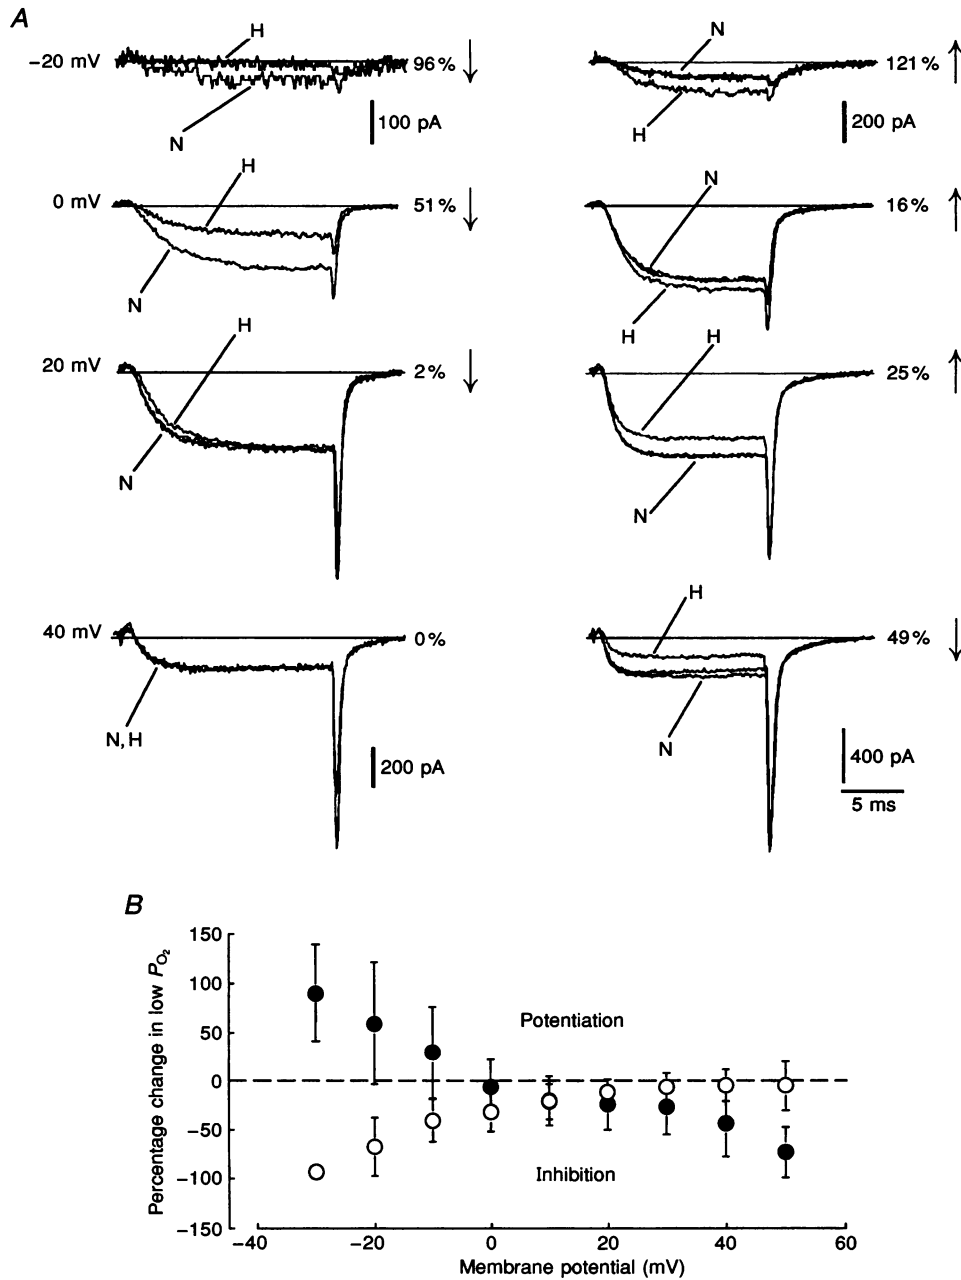 A
H
N
-20 mV
96%
↓
121%
↑
N
100 pA
H
200 pA
H
N
0 mV
51%
↓
16%
↑
N
H
H
H
20 mV
2%
↓
25%
↑
N
N
H
40 mV
0%
49%
↓
N, H
N
200 pA
400 pA
5 ms
B
Percentage change in low PO2
150
100
50
0
-50
-100
-150
Potentiation
Inhibition
-40
-20
0
20
40
60
Membrane potential (mV)